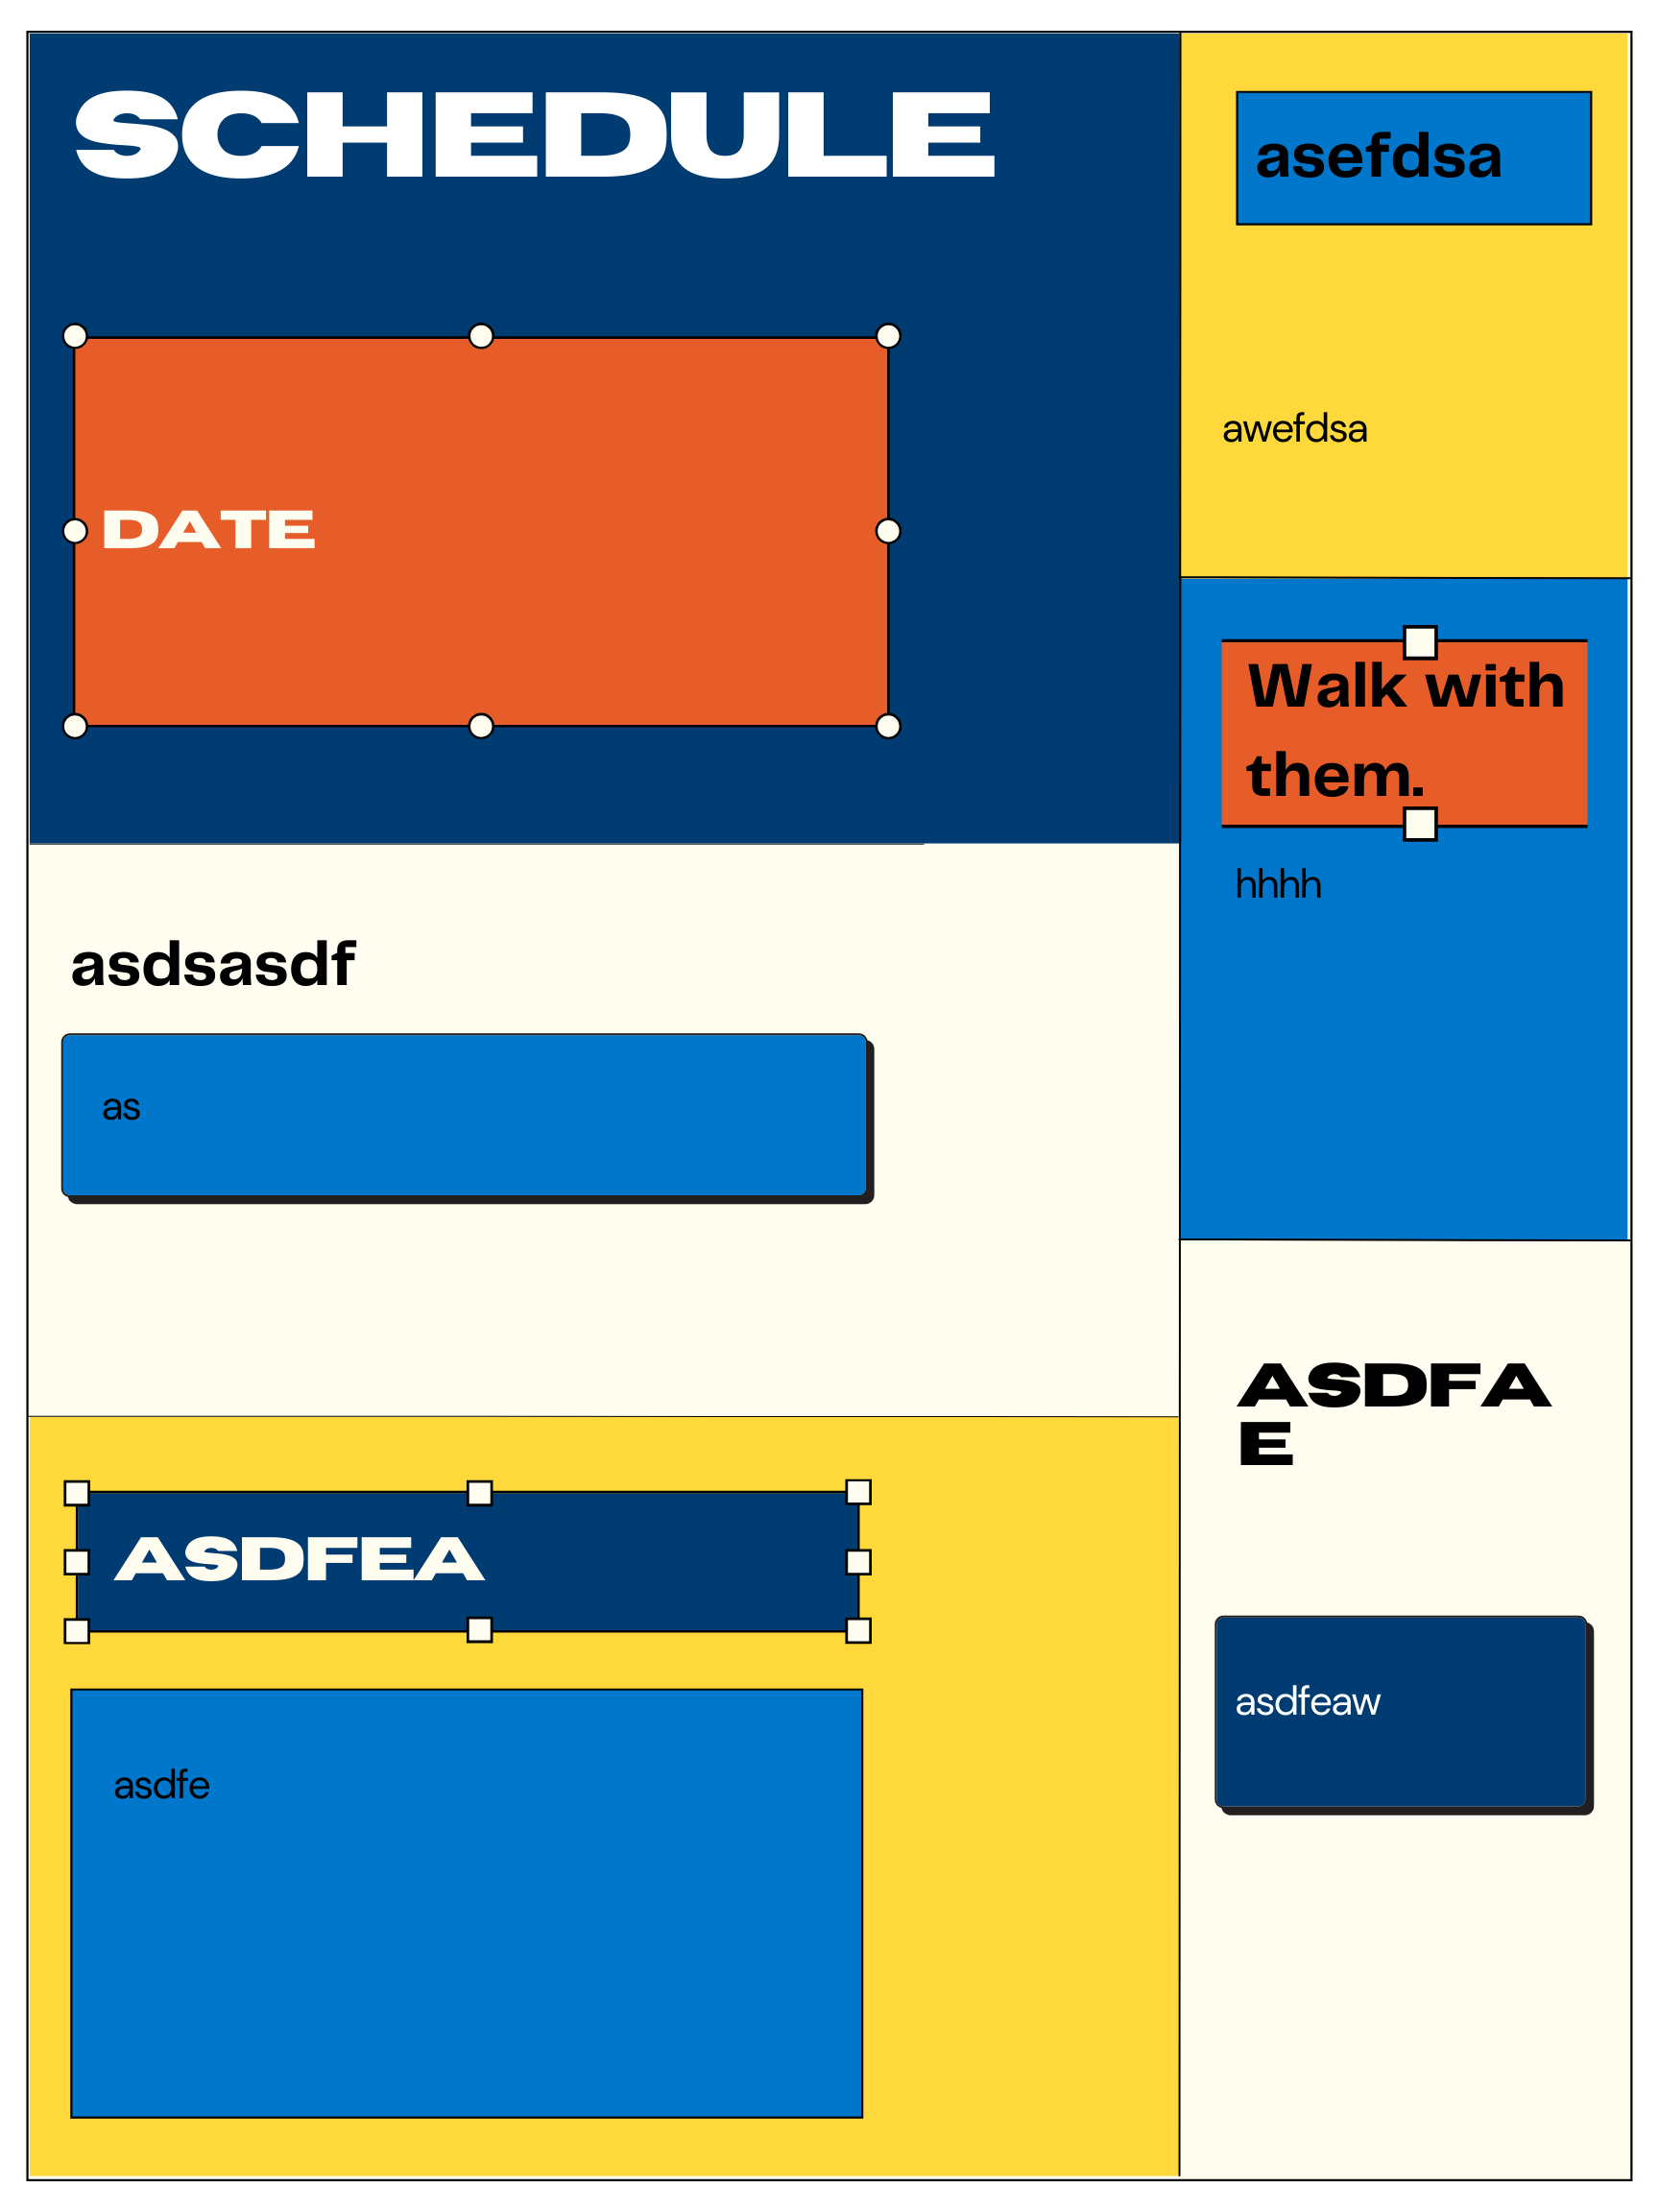 SCHEDULE
DATE
asdsasdf
as
ASDFEA
asdfe
asefdsa
awefdsa
Walk with
them.
hhhh
ASDFA
E
asdfeaw